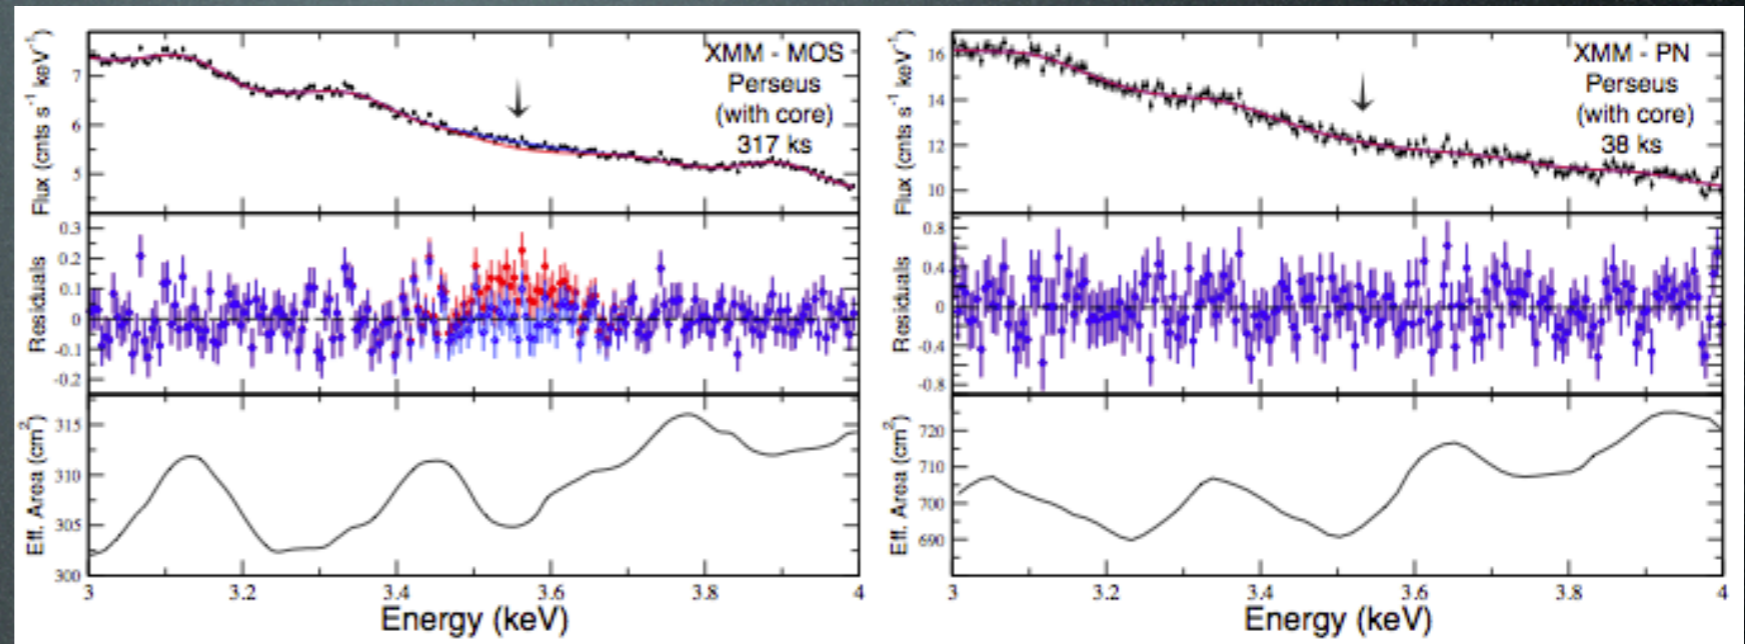 XMM - MOS
Perseus
(with core)
317 ks
Flux (cnts s⁻¹ keV⁻¹)
7
6
5
Residuals
0.3
0.2
0.1
0
-0.1
-0.2
Eff. Area (cm²)
315
310
305
300
3 3.2 3.4 3.6 3.8 4
Energy (keV)
XMM - PN
Perseus
(with core)
38 ks
Flux (cnts s⁻¹ keV⁻¹)
16
14
12
10
Residuals
0.8
0.4
0
-0.4
-0.8
Eff. Area (cm²)
720
710
700
690
3 3.2 3.4 3.6 3.8 4
Energy (keV)